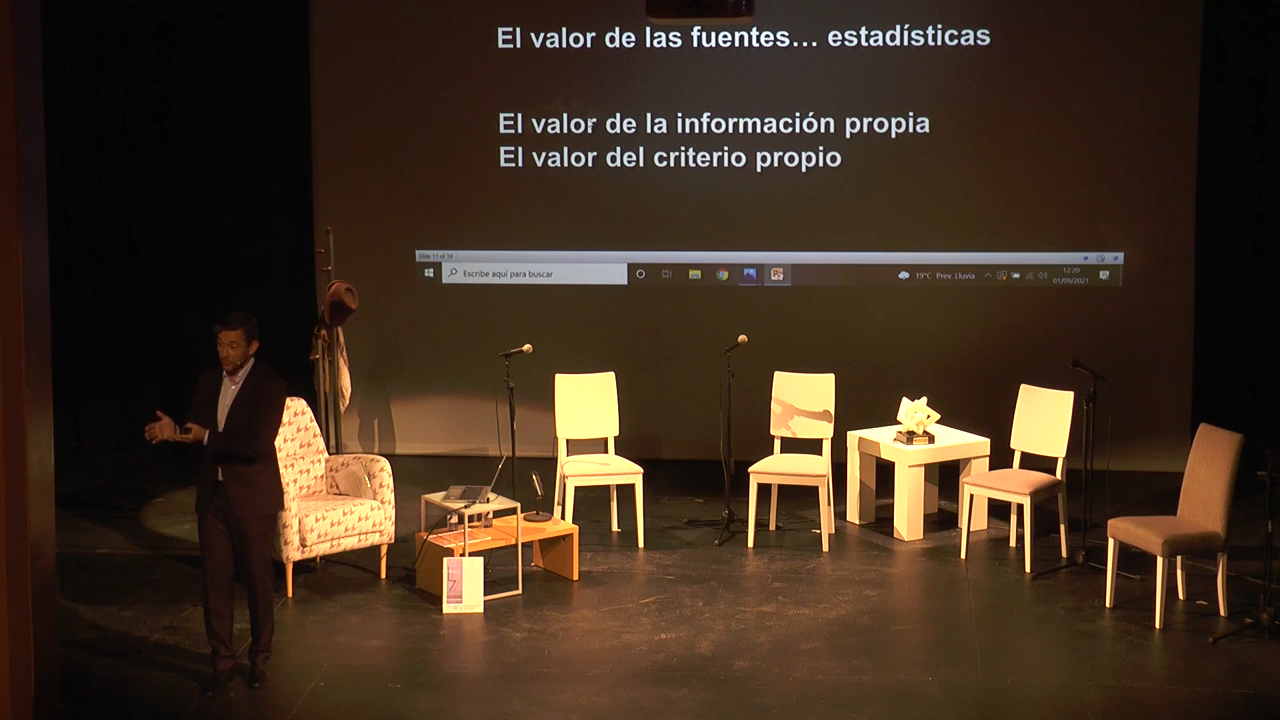 El valor de las fuentes... estadísticas
El valor de la información propia
El valor del criterio propio
Slide 11 of 19
Escribe aquí para buscar
19°C Prev. Lluvia
12:20
01/09/2021